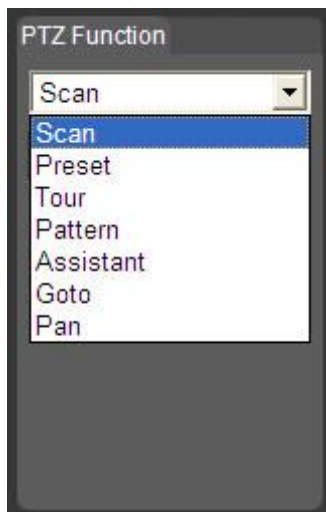 PTZ Function
Scan
Scan
Preset
Tour
Pattern
Assistant
Goto
Pan